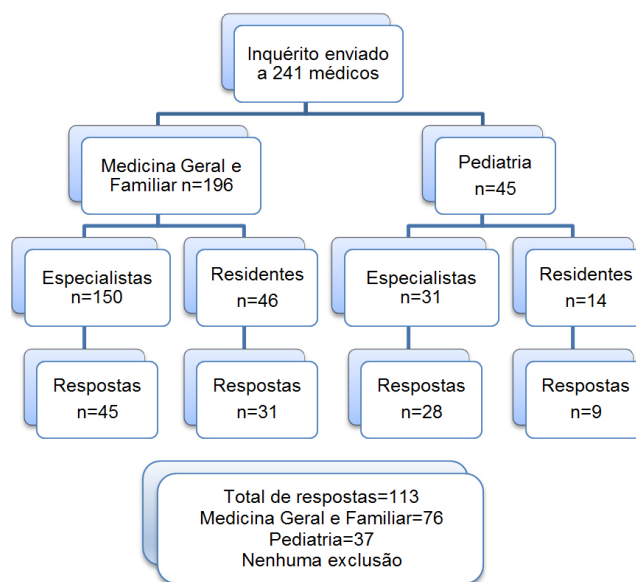 Inquérito enviado
a 241 médicos
Medicina Geral e
Familiar n=196
Pediatria
n=45
Especialistas
n=150
Residentes
n=46
Especialistas
n=31
Residentes
n=14
Respostas
n=45
Respostas
n=31
Respostas
n=28
Respostas
n=9
Total de respostas=113
Medicina Geral e Familiar=76
Pediatria=37
Nenhuma exclusão